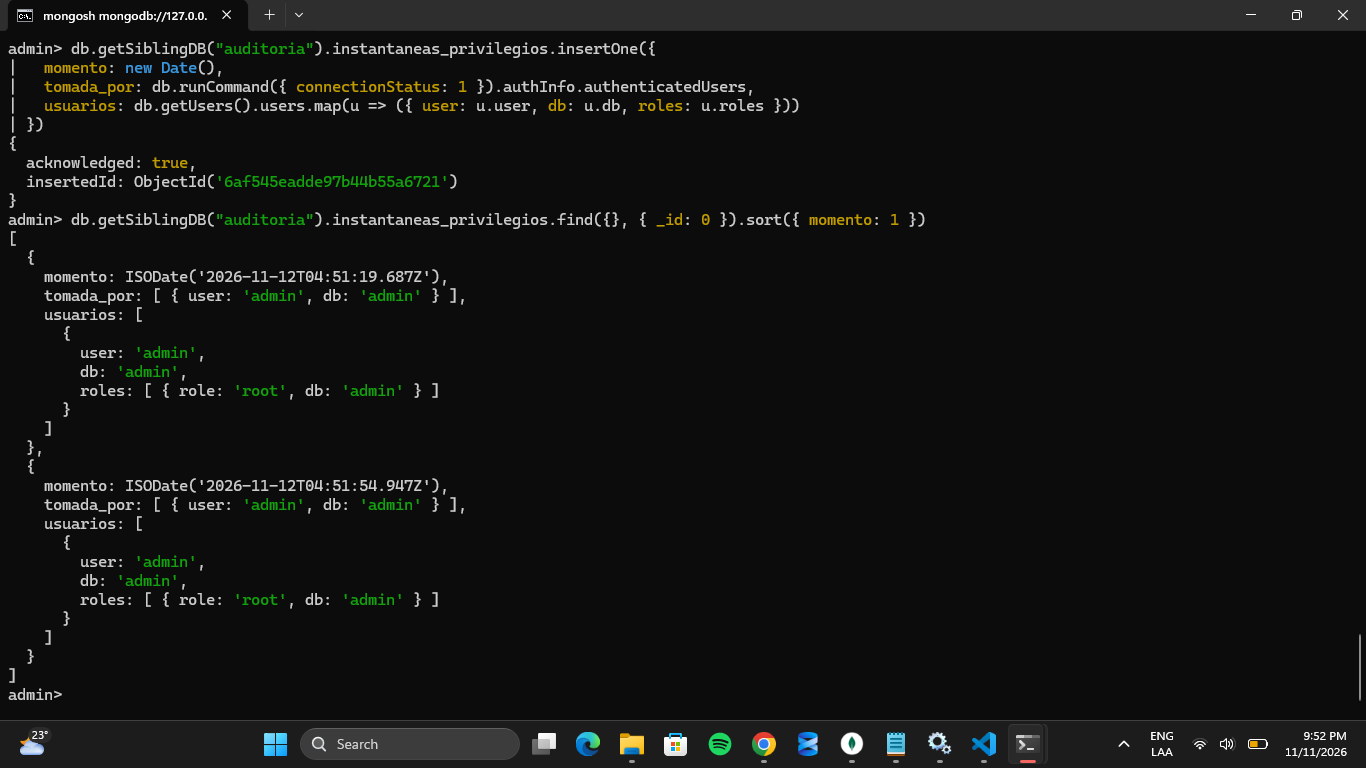 mongosh mongodb://127.0.0.
admin> db.getSiblingDB("auditoria").instantaneas_privilegios.insertOne({
|   momento: new Date(),
|   tomada_por: db.runCommand({ connectionStatus: 1 }).authInfo.authenticatedUsers,
|   usuarios: db.getUsers().users.map(u => ({ user: u.user, db: u.db, roles: u.roles }))
| })
{
  acknowledged: true,
  insertedId: ObjectId('6af545eadde97b44b55a6721')
}
admin> db.getSiblingDB("auditoria").instantaneas_privilegios.find({}, { _id: 0 }).sort({ momento: 1 })
[
  {
    momento: ISODate('2026-11-12T04:51:19.687Z'),
    tomada_por: [ { user: 'admin', db: 'admin' } ],
    usuarios: [
      {
        user: 'admin',
        db: 'admin',
        roles: [ { role: 'root', db: 'admin' } ]
      }
    ]
  },
  {
    momento: ISODate('2026-11-12T04:51:54.947Z'),
    tomada_por: [ { user: 'admin', db: 'admin' } ],
    usuarios: [
      {
        user: 'admin',
        db: 'admin',
        roles: [ { role: 'root', db: 'admin' } ]
      }
    ]
  }
]
admin>
23°
Search
ENG
LAA
9:52 PM
11/11/2026